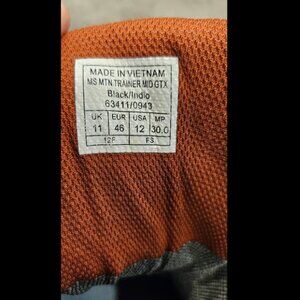 MADE IN VIETNAM
MS MTN TRAINER MID GTX
Black/Indio
63411/0943
UK EUR USA MP
11 46 12 30.0
12F F3